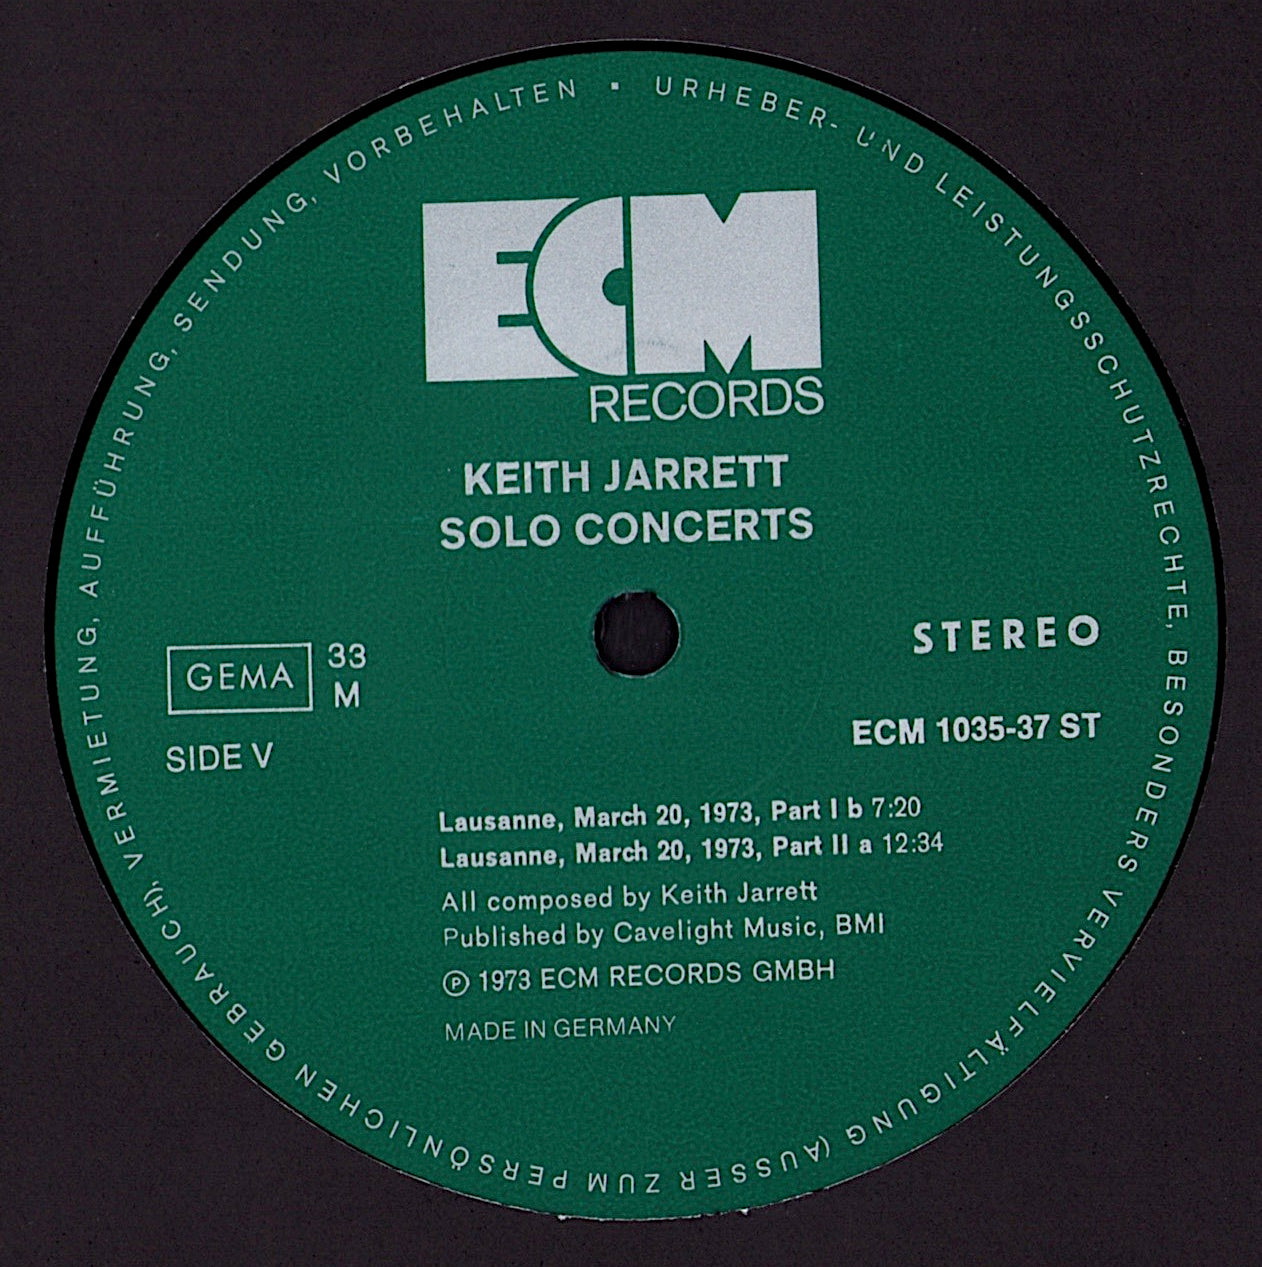 URHEBER- UND LEISTUNGSSCHUTZRECHTE, BESONDERS VERVIELFÄLTIGUNG (AUSSER ZUM PERSÖNLICHEN GEBRAUCH), VERMIETUNG, AUFFÜHRUNG, SENDUNG, VORBEHALTEN ·
ECM
RECORDS
KEITH JARRETT
SOLO CONCERTS
STEREO
GEMA 33
M
ECM 1035-37 ST
SIDE V
Lausanne, March 20, 1973, Part I b 7:20
Lausanne, March 20, 1973, Part II a 12:34
All composed by Keith Jarrett
Published by Cavelight Music, BMI
℗ 1973 ECM RECORDS GMBH
MADE IN GERMANY